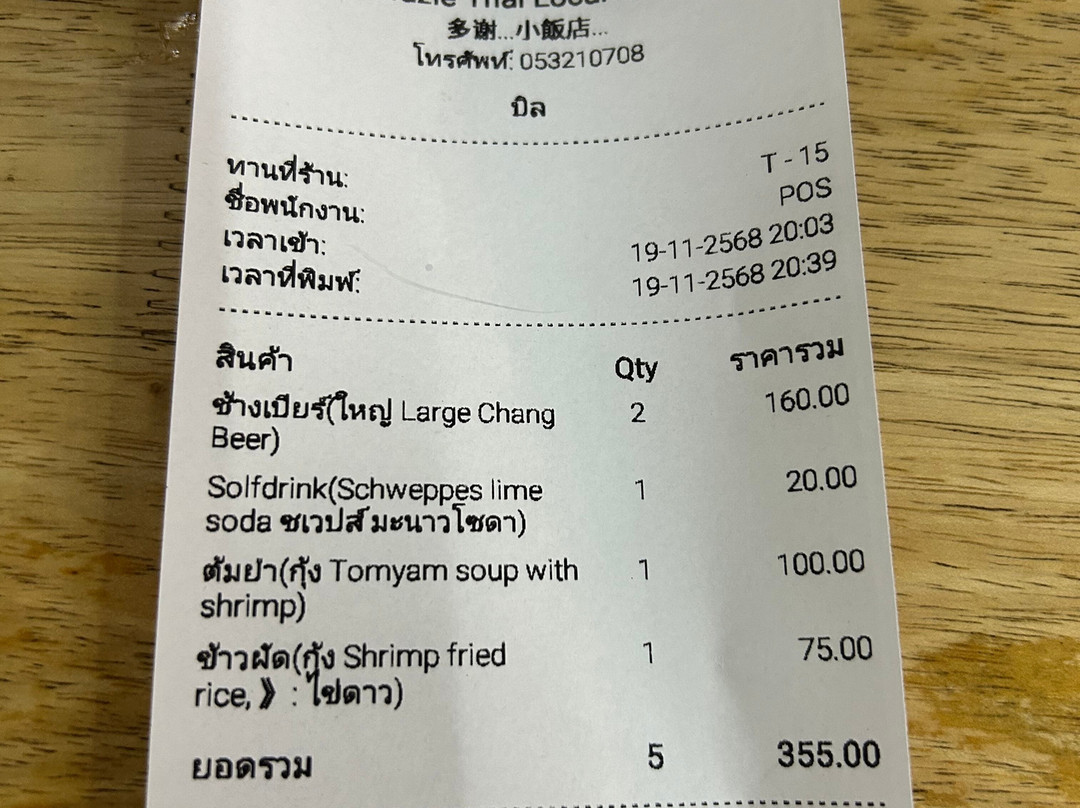 Thai
多谢...小飯店...
โทรศัพท์: 053210708
บิล
ทานที่ร้าน: T - 15
ชื่อพนักงาน: POS
เวลาเข้า: 19-11-2568 20:03
เวลาที่พิมพ์: 19-11-2568 20:39
สินค้า Qty ราคารวม
ช้างเบียร์(ใหญ่ Large Chang 2 160.00
Beer)
Solfdrink(Schweppes lime 1 20.00
soda ชเวปส์ มะนาวโซดา)
ต้มยำ(กุ้ง Tomyam soup with 1 100.00
shrimp)
ข้าวผัด(กุ้ง Shrimp fried 1 75.00
rice, 》 : ไข่ดาว)
ยอดรวม 5 355.00